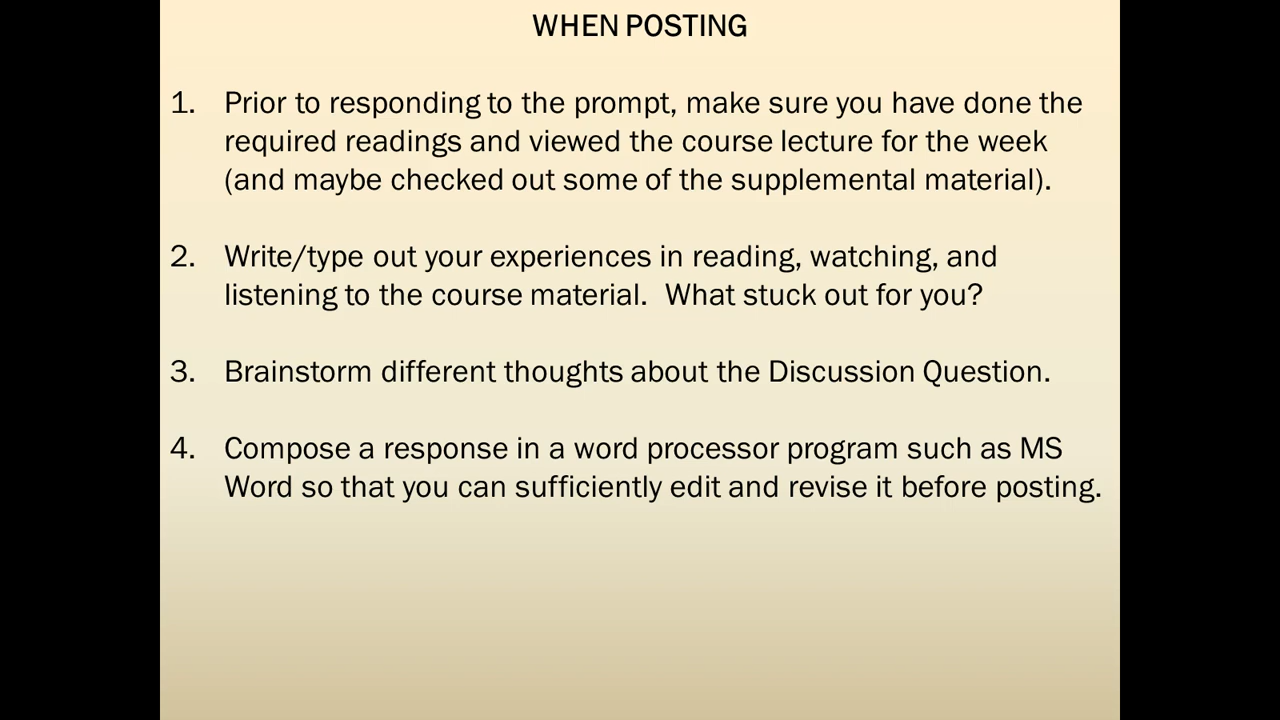 WHEN POSTING
1. Prior to responding to the prompt, make sure you have done the
required readings and viewed the course lecture for the week
(and maybe checked out some of the supplemental material).
2. Write/type out your experiences in reading, watching, and
listening to the course material.  What stuck out for you?
3. Brainstorm different thoughts about the Discussion Question.
4. Compose a response in a word processor program such as MS
Word so that you can sufficiently edit and revise it before posting.